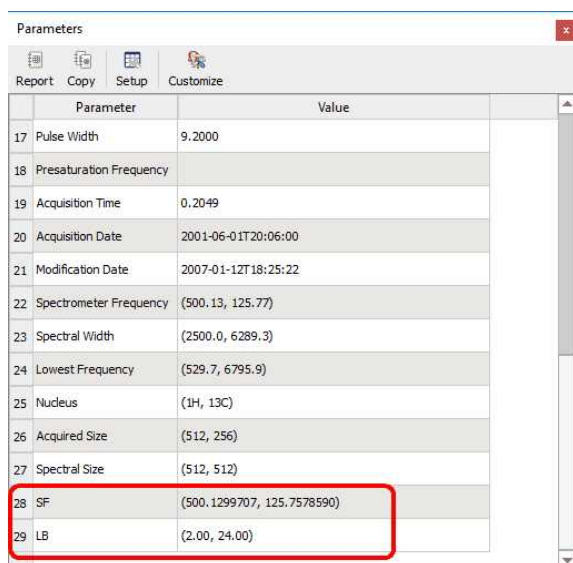 Parameters
x
Report Copy Setup Customize
Parameter Value
17 Pulse Width 9.2000
18 Presaturation Frequency
19 Acquisition Time 0.2049
20 Acquisition Date 2001-06-01T20:06:00
21 Modification Date 2007-01-12T18:25:22
22 Spectrometer Frequency (500.13, 125.77)
23 Spectral Width (2500.0, 6289.3)
24 Lowest Frequency (529.7, 6795.9)
25 Nucleus (1H, 13C)
26 Acquired Size (512, 256)
27 Spectral Size (512, 512)
28 SF (500.1299707, 125.7578590)
29 LB (2.00, 24.00)